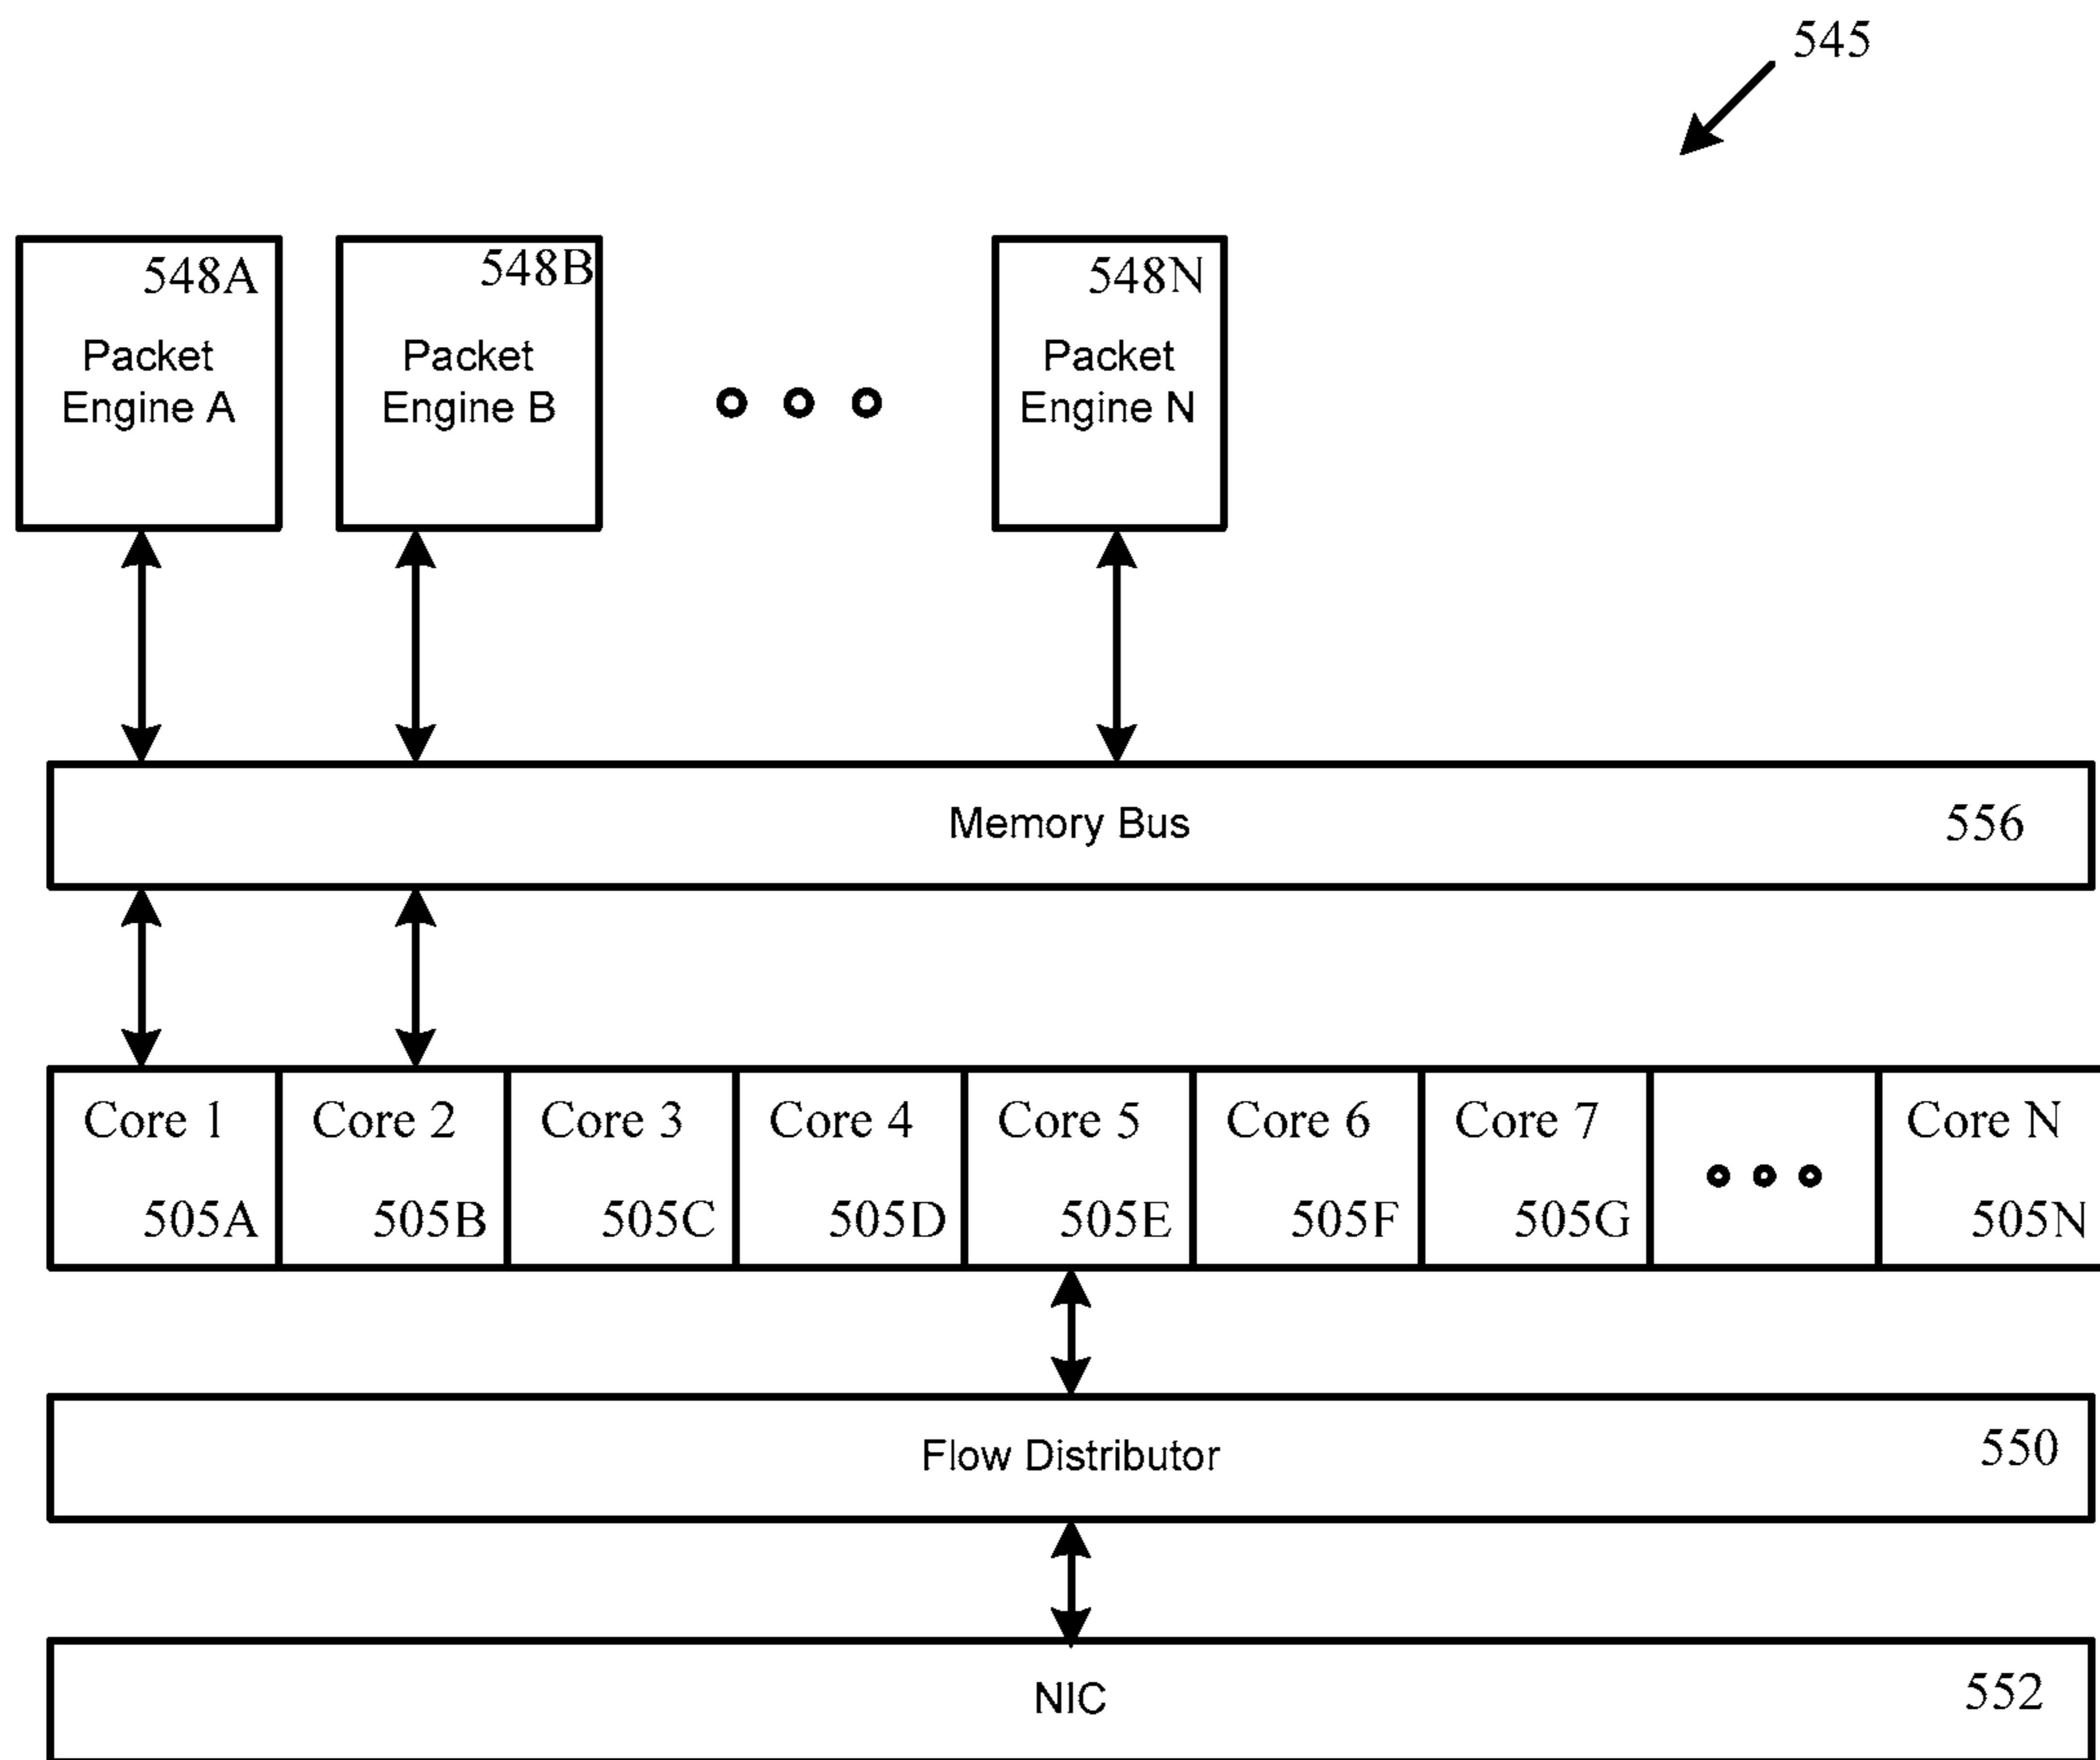 545
548A
Packet
Engine A
548B
Packet
Engine B
548N
Packet
Engine N
Memory Bus
556
Core 1
505A
Core 2
505B
Core 3
505C
Core 4
505D
Core 5
505E
Core 6
505F
Core 7
505G
Core N
505N
Flow Distributor
550
NIC
552